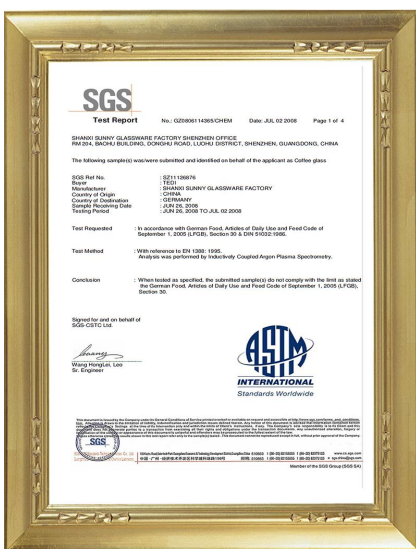 SGS
Test Report No.: GZ0806114365/CHEM Date: JUL 02 2008 Page 1 of 4
SHANXI SUNNY GLASSWARE FACTORY SHENZHEN OFFICE
RM 204, BAOHU BUILDING, DONGHU ROAD, LUOHU DISTRICT, SHENZHEN, GUANGDONG, CHINA
The following sample(s) was/were submitted and identified on behalf of the applicant as Coffee glass
SGS Ref No. : SZ11126876
Buyer : TEDI
Manufacturer : SHANXI SUNNY GLASSWARE FACTORY
Country of Origin : CHINA
Country of Destination : GERMANY
Sample Receiving Date : JUN 26, 2008
Testing Period : JUN 26, 2008 TO JUL 02 2008
Test Requested : In accordance with German Food, Articles of Daily Use and Feed Code of
September 1, 2005 (LFGB), Section 30 & DIN 51032:1986.
Test Method : With reference to EN 1388: 1995.
Analysis was performed by Inductively Coupled Argon Plasma Spectrometry.
Conclusion : When tested as specified, the submitted sample(s) do not comply with the limit as stated
the German Food, Articles of Daily Use and Feed Code of September 1, 2005 (LFGB),
Section 30.
Signed for and on behalf of
SGS-CSTC Ltd.
Wang HongLei, Leo
Sr. Engineer
ASTM
INTERNATIONAL
Standards Worldwide
SGS
www.cn.sgs.com
Member of the SGS Group (SGS SA)